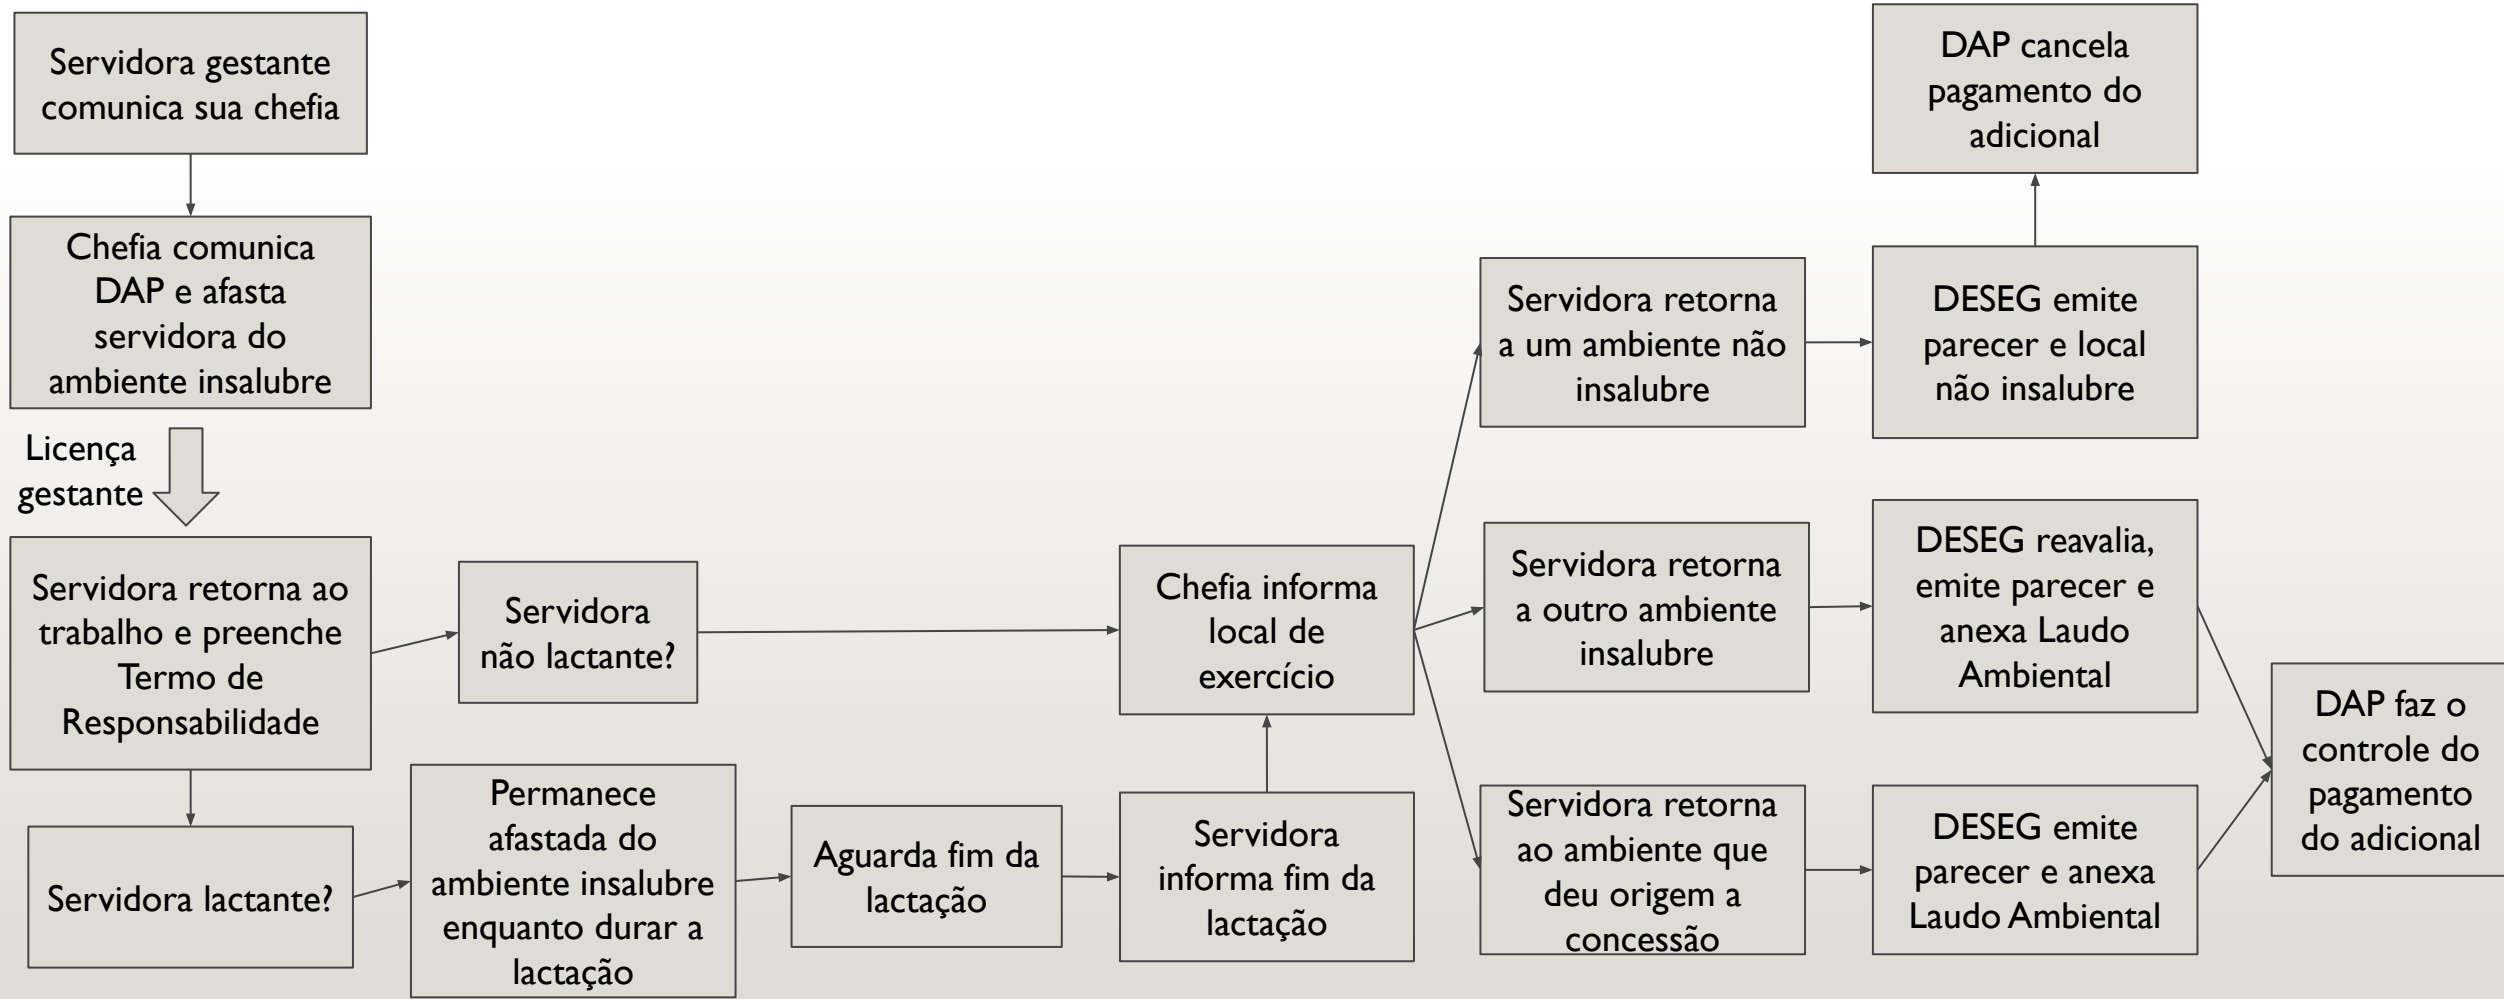 Servidora gestante
comunica sua chefia
Chefia comunica
DAP e afasta
servidora do
ambiente insalubre
Licença
gestante
Servidora retorna ao
trabalho e preenche
Termo de
Responsabilidade
Servidora lactante?
Servidora
não lactante?
Permanece
afastada do
ambiente insalubre
enquanto durar a
lactação
Aguarda fim da
lactação
Servidora
informa fim da
lactação
Chefia informa
local de
exercício
Servidora retorna
a um ambiente não
insalubre
DESEG emite
parecer e local
não insalubre
DAP cancela
pagamento do
adicional
Servidora retorna
a outro ambiente
insalubre
DESEG reavalia,
emite parecer e
anexa Laudo
Ambiental
Servidora retorna
ao ambiente que
deu origem a
concessão
DESEG emite
parecer e anexa
Laudo Ambiental
DAP faz o
controle do
pagamento
do adicional